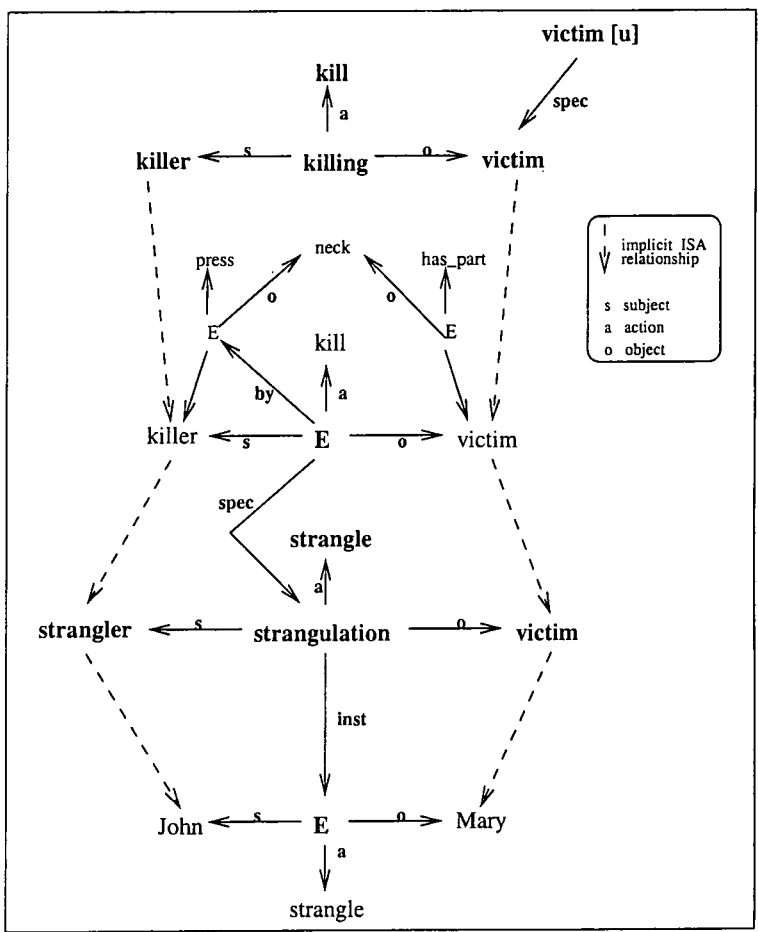 victim [u]
kill
spec
a
killer s killing o victim
implicit ISA
relationship
s subject
a action
o object
press neck has_part
o o
E E
kill
by a
killer s E o victim
spec
strangle
a
strangler s strangulation o victim
inst
John s E o Mary
a
strangle